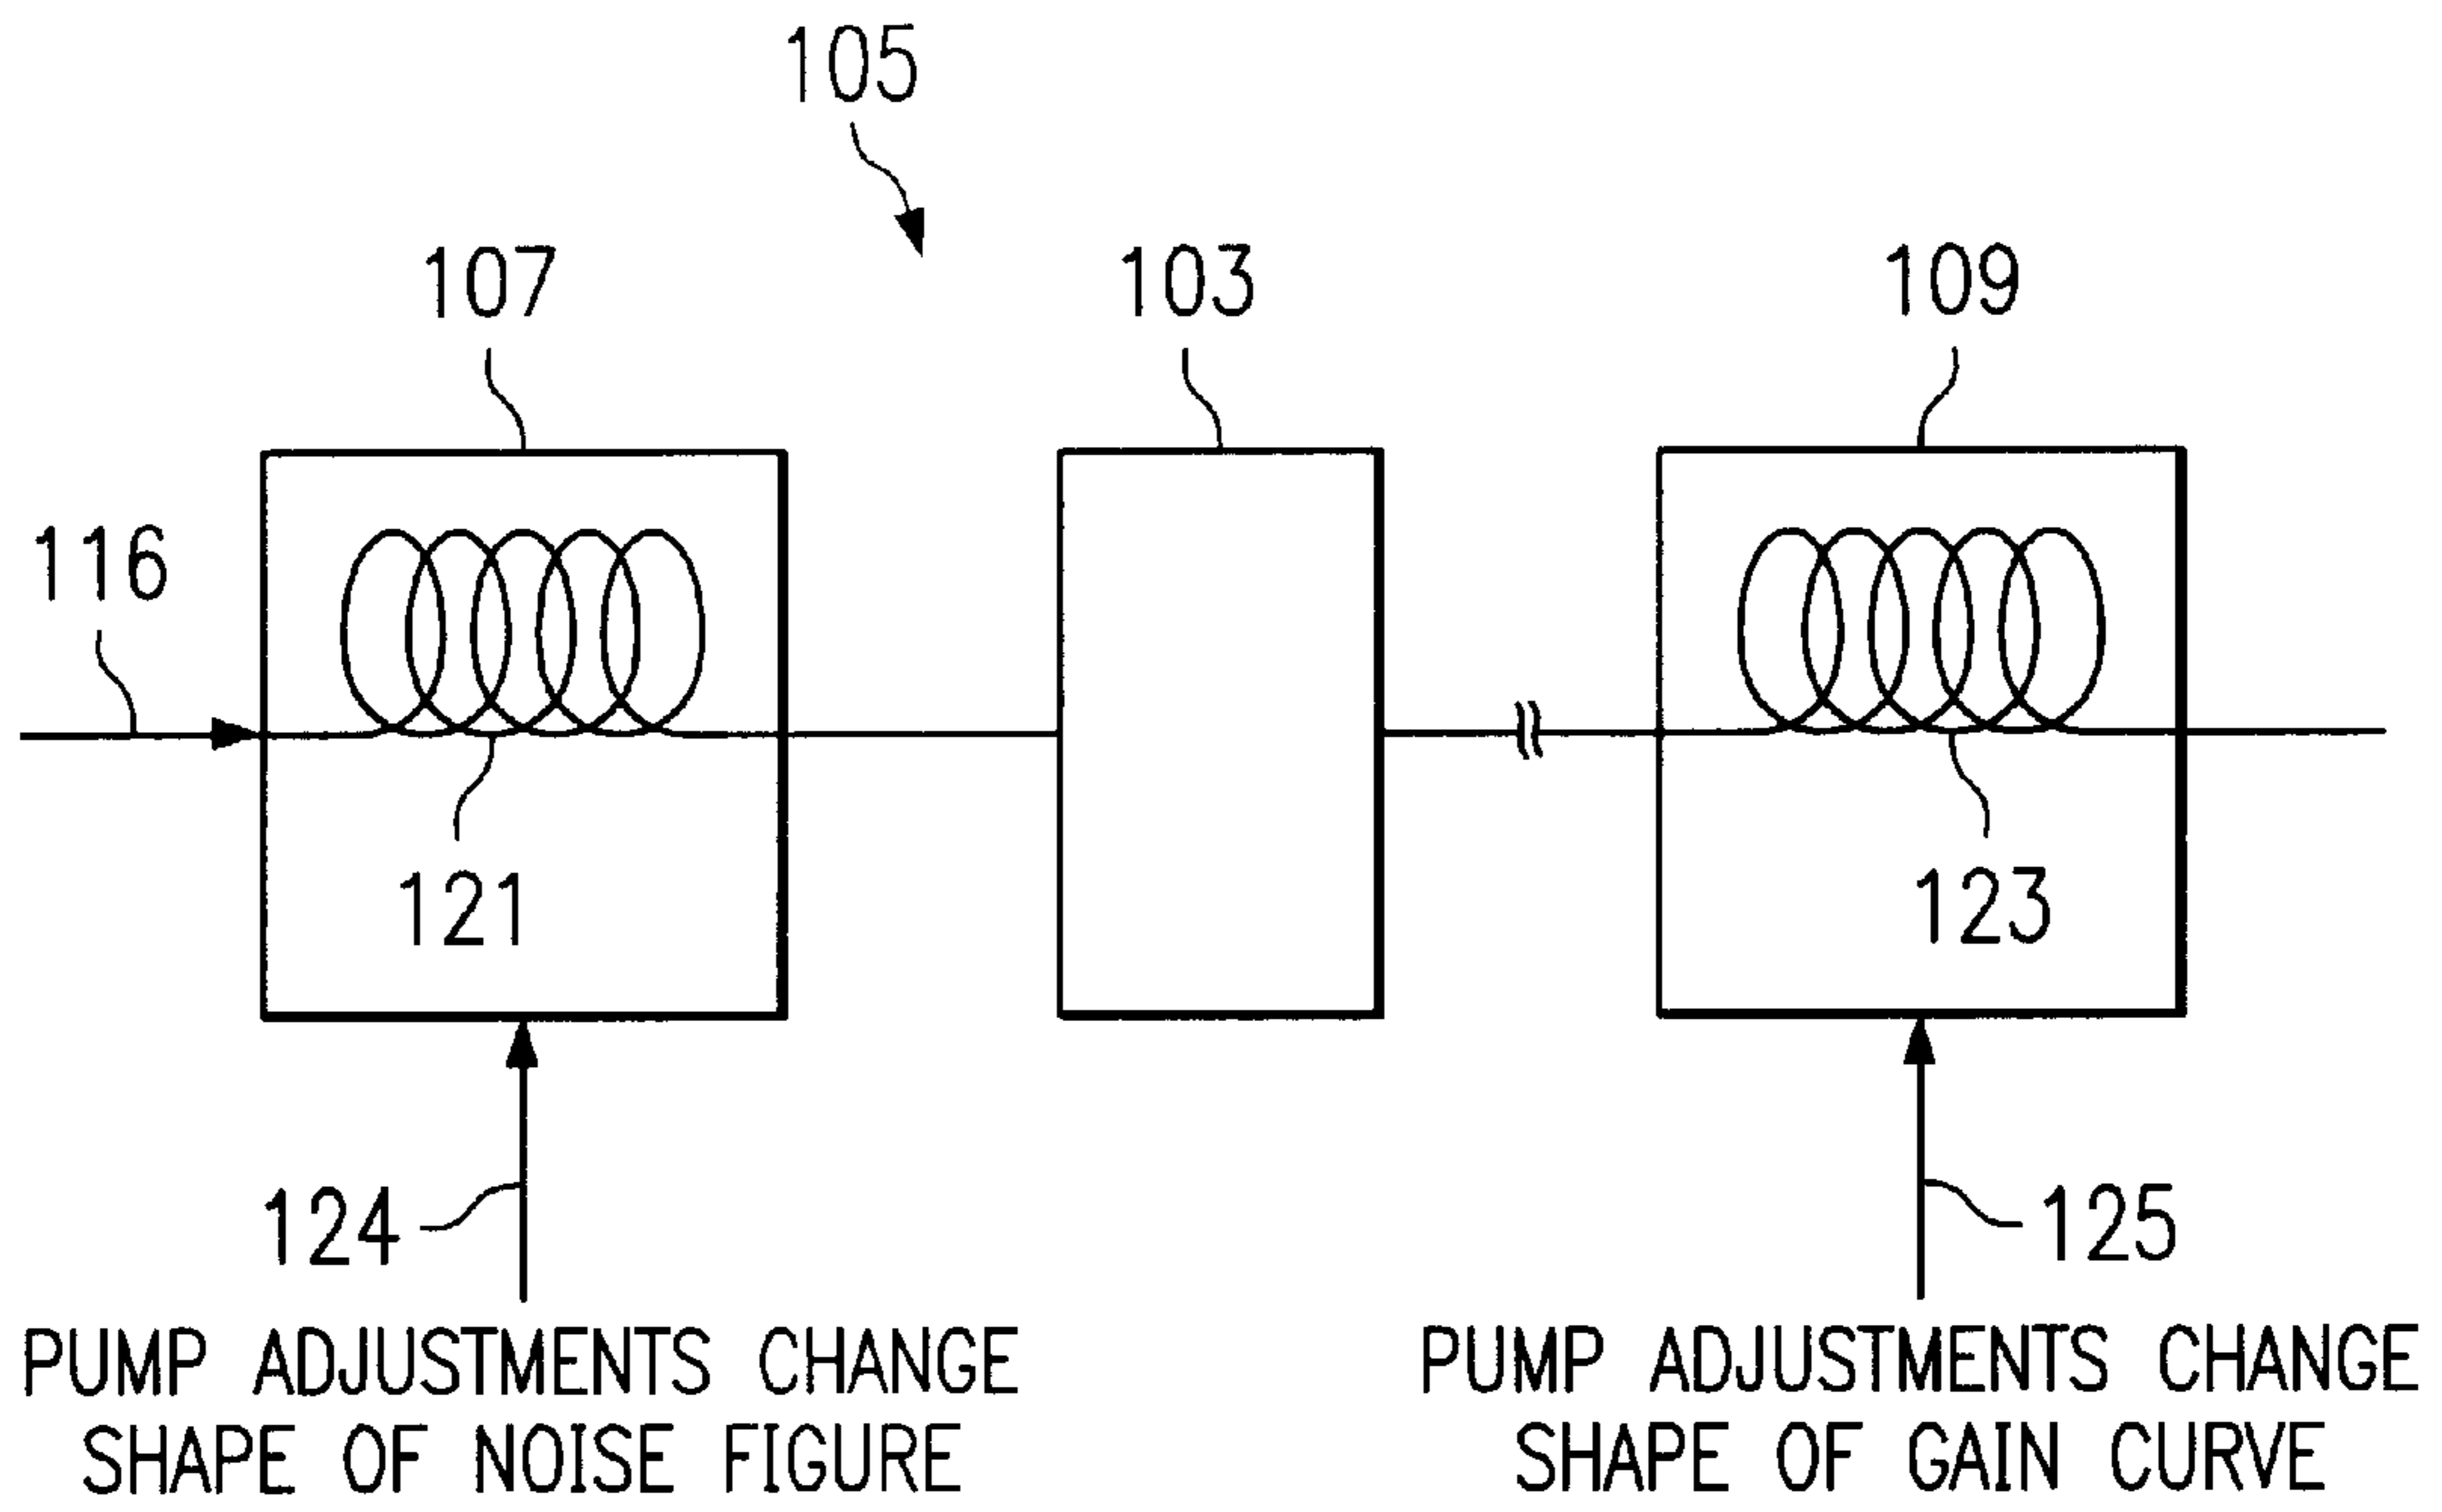 105
107
103
109
116
121
123
124
125
PUMP ADJUSTMENTS CHANGE
SHAPE OF NOISE FIGURE
PUMP ADJUSTMENTS CHANGE
SHAPE OF GAIN CURVE